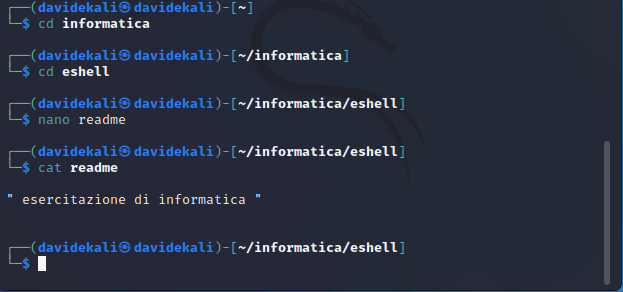 ┌──(davidekali㉿davidekali)-[~]
└─$ cd informatica
┌──(davidekali㉿davidekali)-[~/informatica]
└─$ cd eshell
┌──(davidekali㉿davidekali)-[~/informatica/eshell]
└─$ nano readme
┌──(davidekali㉿davidekali)-[~/informatica/eshell]
└─$ cat readme
" esercitazione di informatica "
┌──(davidekali㉿davidekali)-[~/informatica/eshell]
└─$